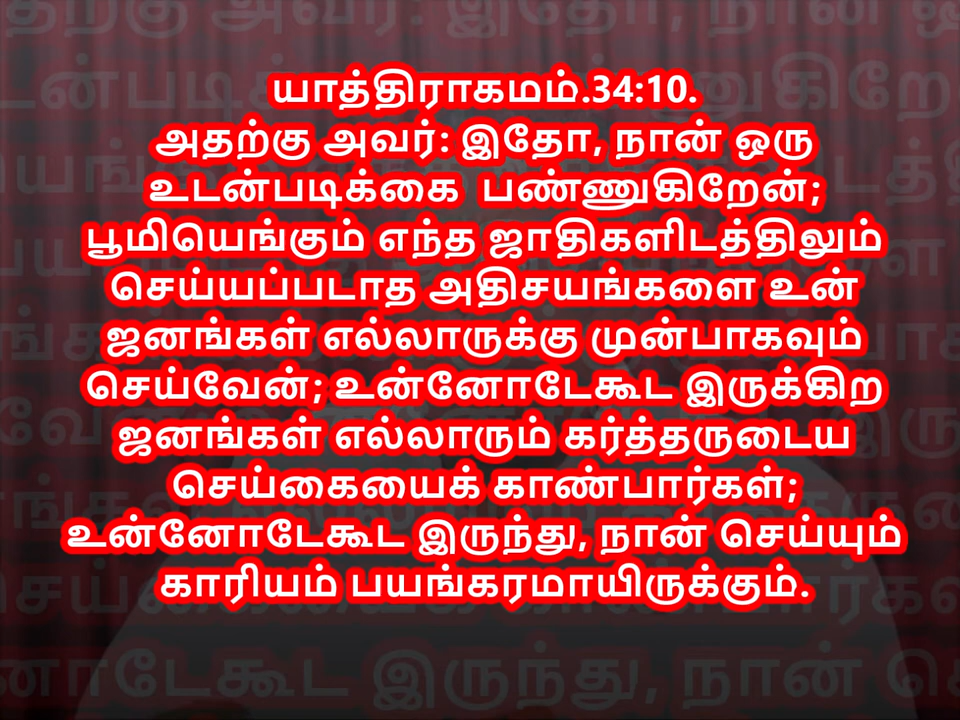 யாத்திராகமம்.34:10.
அதற்கு அவர்: இதோ, நான் ஒரு
உடன்படிக்கை பண்ணுகிறேன்;
பூமியெங்கும் எந்த ஜாதிகளிடத்திலும்
செய்யப்படாத அதிசயங்களை உன்
ஜனங்கள் எல்லாருக்கு முன்பாகவும்
செய்வேன்; உன்னோடேகூட இருக்கிற
ஜனங்கள் எல்லாரும் கர்த்தருடைய
செய்கையைக் காண்பார்கள்;
உன்னோடேகூட இருந்து, நான் செய்யும்
காரியம் பயங்கரமாயிருக்கும்.